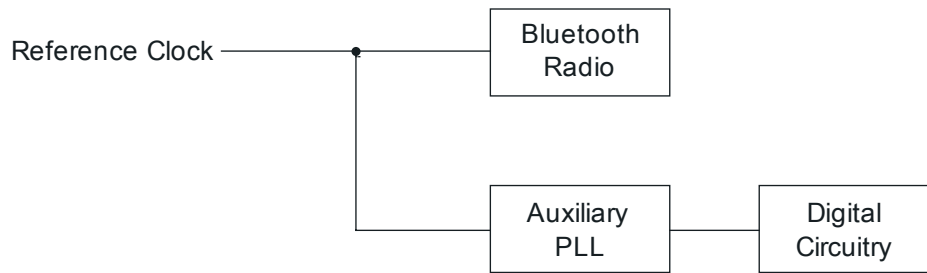 Reference Clock
Bluetooth
Radio
Auxiliary
PLL
Digital
Circuitry